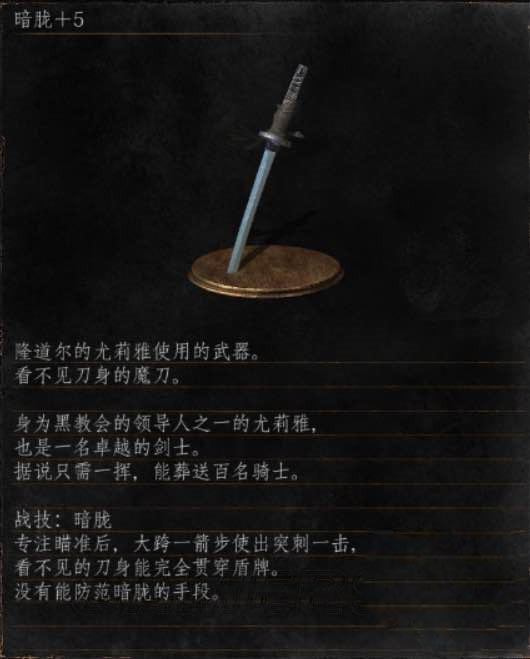 暗胧＋5
隆道尔的尤莉雅使用的武器。
看不见刀身的魔刀。
身为黑教会的领导人之一的尤莉雅，
也是一名卓越的剑士。
据说只需一挥，能葬送百名骑士。
战技：暗胧
专注瞄准后，大跨一箭步使出突刺一击，
看不见的刀身能完全贯穿盾牌。
没有能防范暗胧的手段。